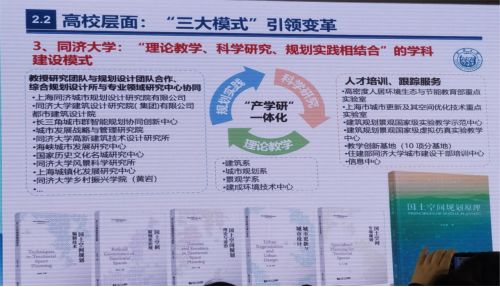 2.2 高校层面：“三大模式”引领变革
3、同济大学：“理论教学、科学研究、规划实践相结合”的学科
建设模式
教授研究团队与规划设计团队合作、
综合规划设计所与专业领域研究中心协同
•上海同济城市规划设计研究院有限公司
•同济大学建筑设计研究院(集团)有限公司
都市建筑设计院
•长三角城市群智能规划协同创新中心
•城市发展战略与管理研究院
•同济大学高新建筑技术设计研究所
•海峡城市发展研究中心
•国家历史文化名城研究中心
•同济大学风景科学研究所
•上海城镇化发展研究中心
•同济大学乡村振兴学院（黄岩）
...
规划实践
科学研究
“产学研”
一体化
理论教学
•建筑系
•城市规划系
•景观学系
•建成环境技术中心
人才培训、跟踪服务
•高密度人居环境生态与节能教育部重点
实验室
•上海市城市更新及其空间优化技术重点
实验室
•建筑规划景观国家级实验教学示范中心
•建筑规划景观国家级虚拟仿真实验教学
中心
•教学创新基地（10 项分基地）
•住建部同济大学城市建设干部培训中心
•信息中心
国土空间规划原理